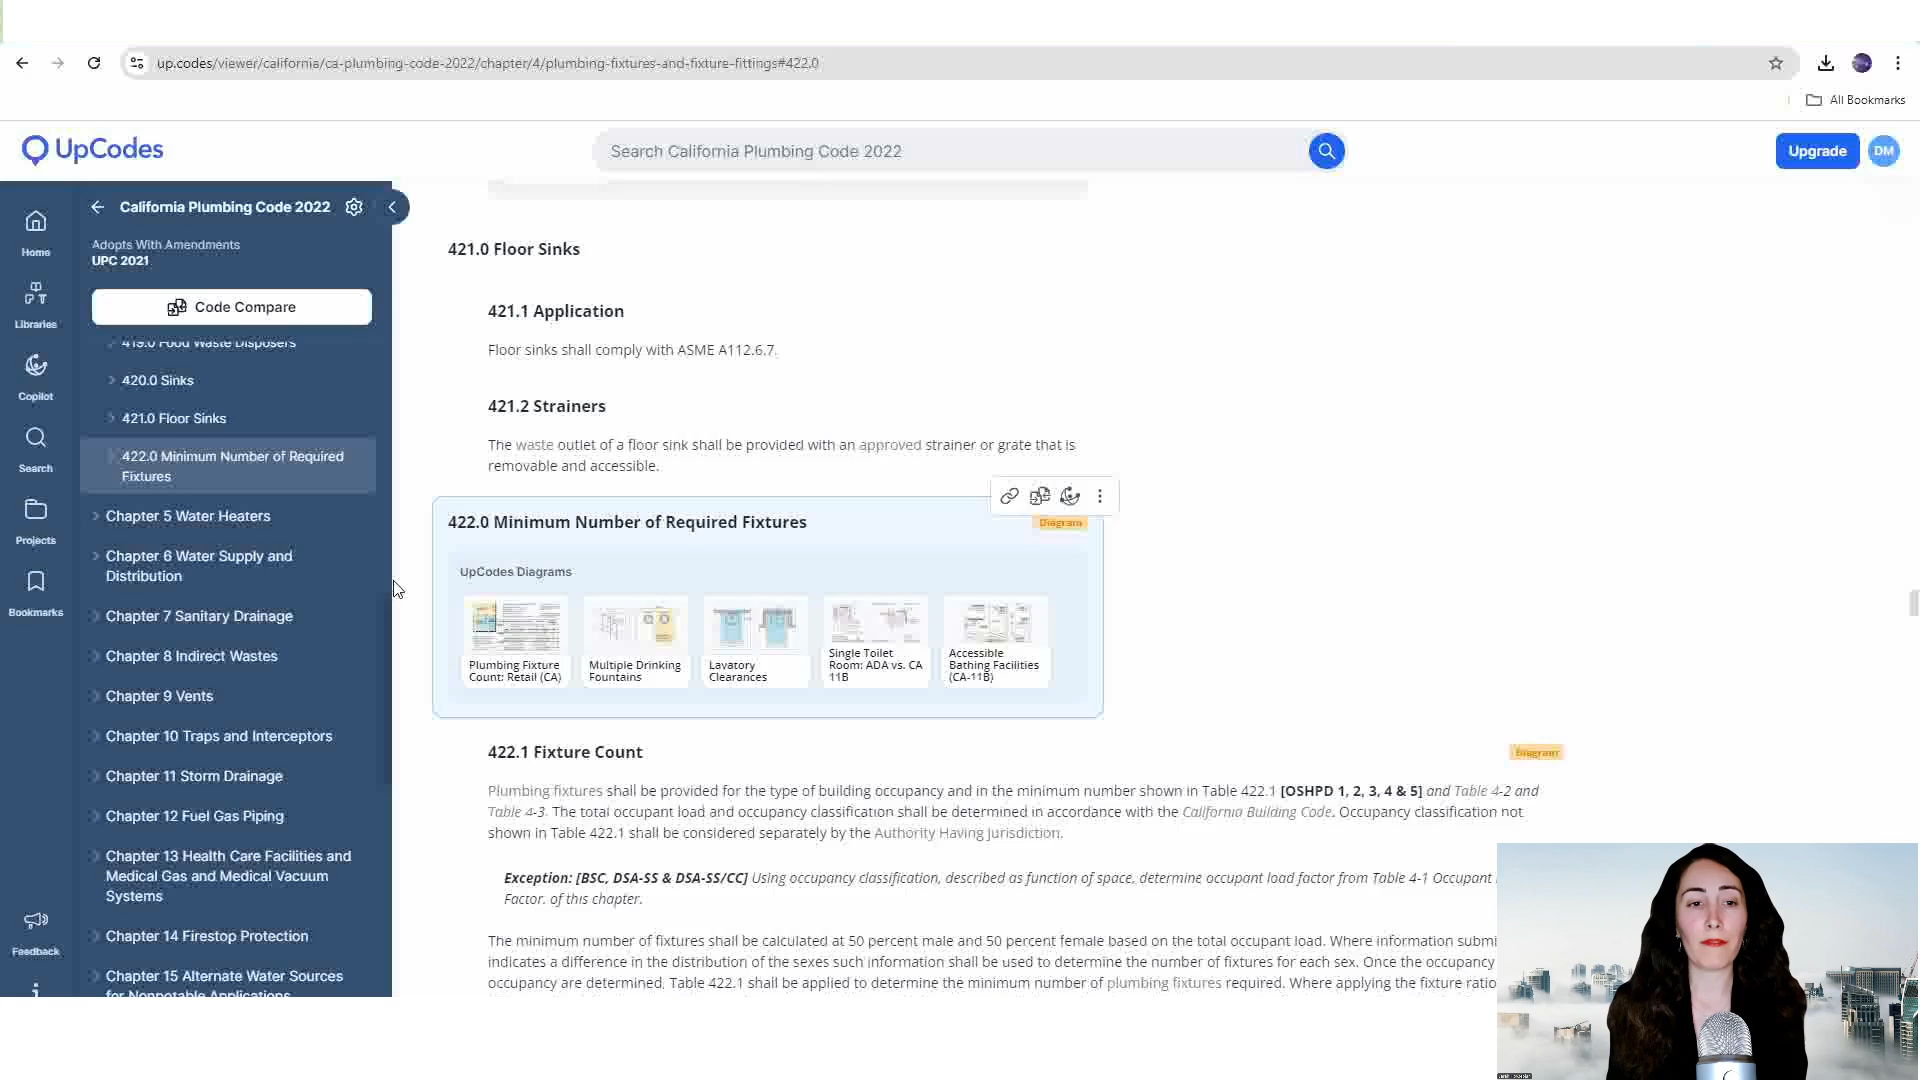 up.codes/viewer/california/ca-plumbing-code-2022/chapter/4/plumbing-fixtures-and-fixture-fittings#422.0
All Bookmarks
UpCodes
Search California Plumbing Code 2022
Upgrade
DM
Home
Libraries
Copilot
Search
Projects
Bookmarks
Feedback
California Plumbing Code 2022
Adopts With Amendments
UPC 2021
Code Compare
419.0 Food Waste Disposers
420.0 Sinks
421.0 Floor Sinks
422.0 Minimum Number of Required
Fixtures
Chapter 5 Water Heaters
Chapter 6 Water Supply and
Distribution
Chapter 7 Sanitary Drainage
Chapter 8 Indirect Wastes
Chapter 9 Vents
Chapter 10 Traps and Interceptors
Chapter 11 Storm Drainage
Chapter 12 Fuel Gas Piping
Chapter 13 Health Care Facilities and
Medical Gas and Medical Vacuum
Systems
Chapter 14 Firestop Protection
Chapter 15 Alternate Water Sources
for Nonpotable Applications
421.0 Floor Sinks
421.1 Application
Floor sinks shall comply with ASME A112.6.7.
421.2 Strainers
The waste outlet of a floor sink shall be provided with an approved strainer or grate that is
removable and accessible.
422.0 Minimum Number of Required Fixtures
Diagram
UpCodes Diagrams
Plumbing Fixture
Count: Retail (CA)
Multiple Drinking
Fountains
Lavatory
Clearances
Single Toilet
Room: ADA vs. CA
11B
Accessible
Bathing Facilities
(CA-11B)
422.1 Fixture Count
Diagram
Plumbing fixtures shall be provided for the type of building occupancy and in the minimum number shown in Table 422.1 [OSHPD 1, 2, 3, 4 & 5] and Table 4-2 and
Table 4-3. The total occupant load and occupancy classification shall be determined in accordance with the California Building Code. Occupancy classification not
shown in Table 422.1 shall be considered separately by the Authority Having Jurisdiction.
Exception: [BSC, DSA-SS & DSA-SS/CC] Using occupancy classification, described as function of space, determine occupant load factor from Table 4-1 Occupant
Factor. of this chapter.
The minimum number of fixtures shall be calculated at 50 percent male and 50 percent female based on the total occupant load. Where information submi
indicates a difference in the distribution of the sexes such information shall be used to determine the number of fixtures for each sex. Once the occupancy
occupancy are determined, Table 422.1 shall be applied to determine the minimum number of plumbing fixtures required. Where applying the fixture ratio